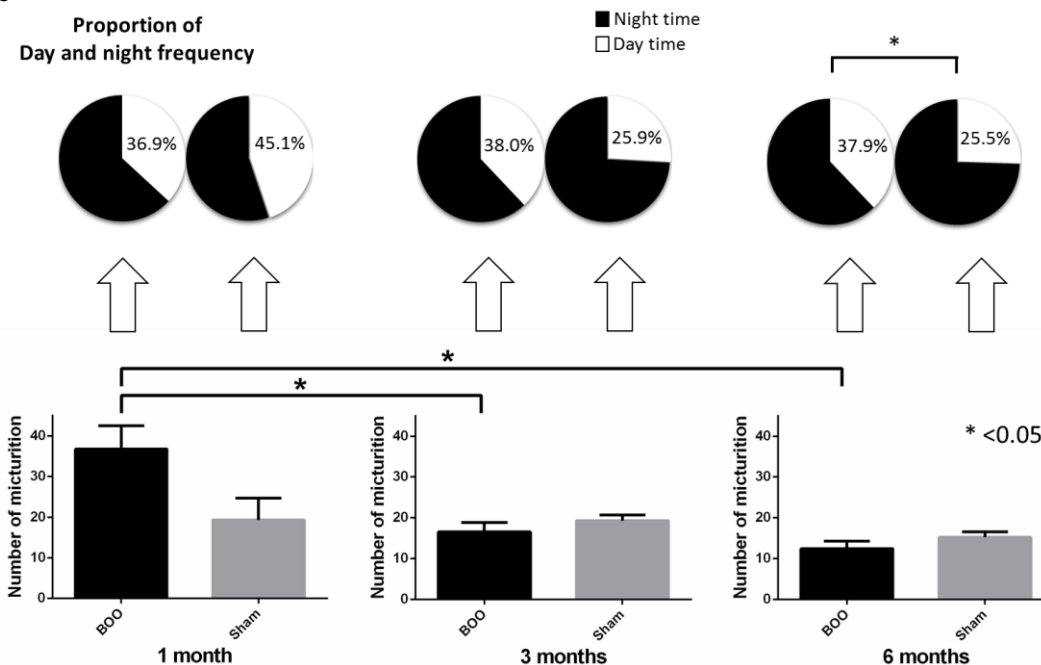 Proportion of
Day and night frequency
Night time
Day time
*
36.9%
45.1%
38.0%
25.9%
37.9%
25.5%
*
*
Number of micturition
40
30
20
10
0
BOO
Sham
1 month
Number of micturition
40
30
20
10
0
BOO
Sham
3 months
* <0.05
Number of micturition
40
30
20
10
0
BOO
Sham
6 months